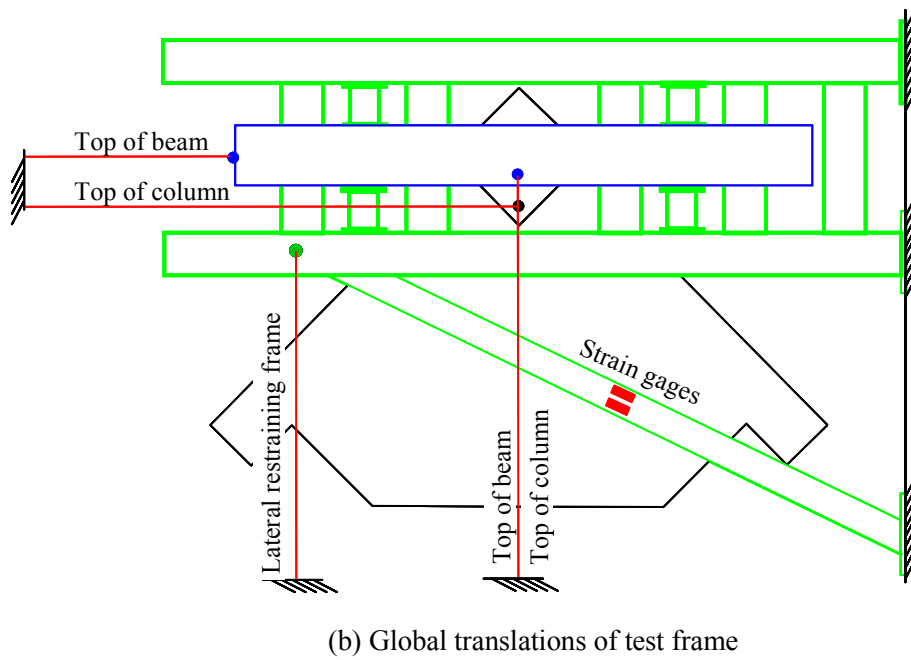 Top of beam
Top of column
Strain gages
Lateral restraining frame
Top of beam
Top of column
(b) Global translations of test frame